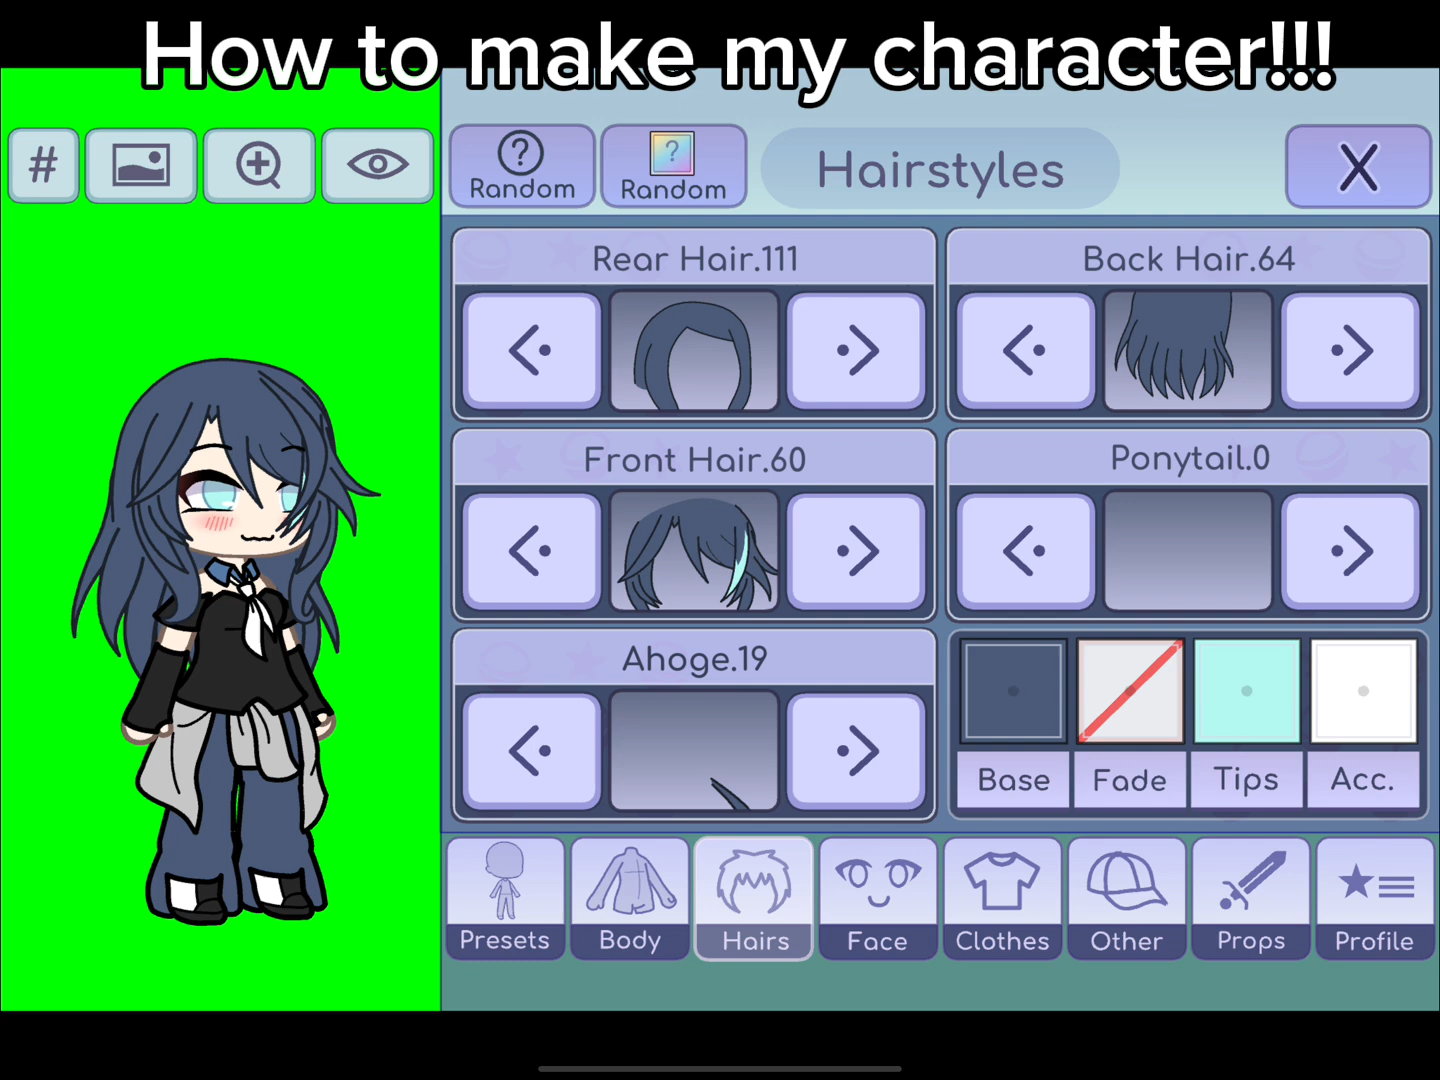 How to make my character!!!
#
? Random
? Random
Hairstyles
X
Rear Hair.111
Back Hair.64
Front Hair.60
Ponytail.0
Ahoge.19
Base
Fade
Tips
Acc.
Presets
Body
Hairs
Face
Clothes
Other
Props
Profile